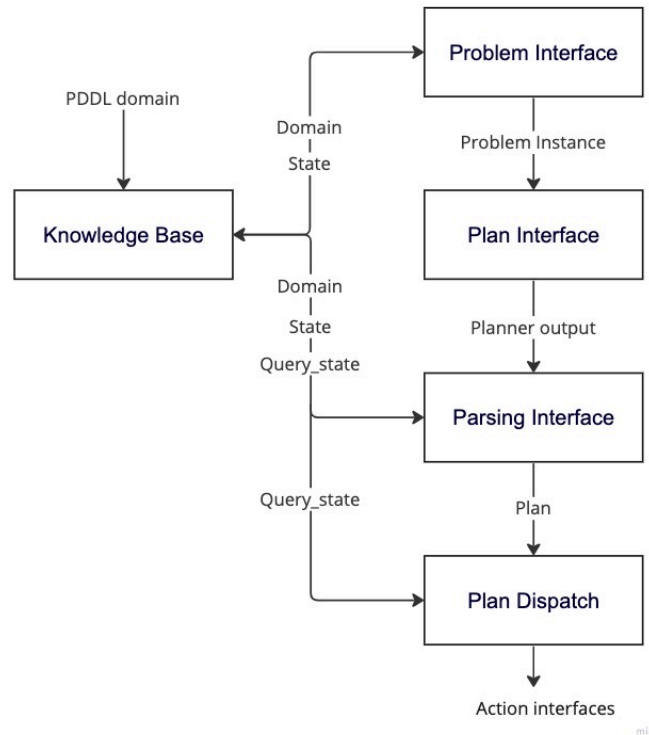 Problem Interface
PDDL domain
Domain
Problem Instance
State
Knowledge Base
Plan Interface
Domain
State
Planner output
Query_state
Parsing Interface
Query_state
Plan
Plan Dispatch
Action interfaces